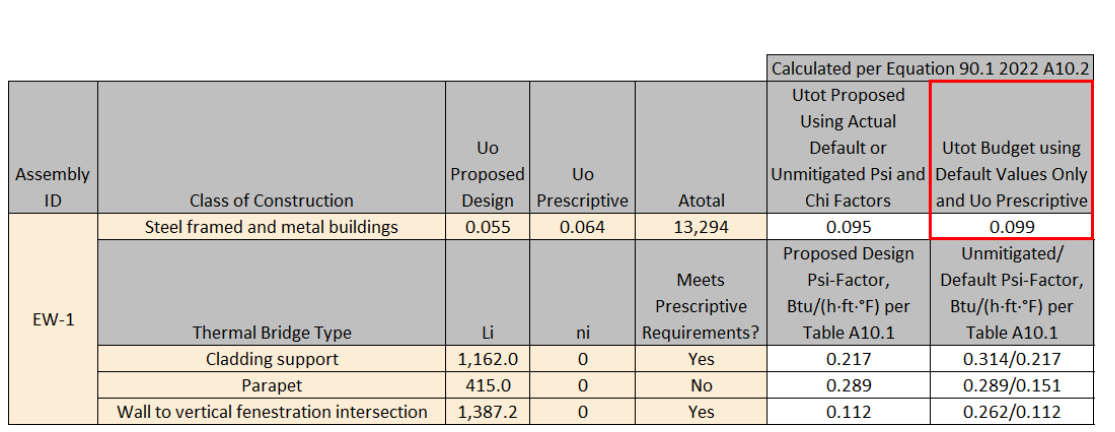 Calculated per Equation 90.1 2022 A10.2
Assembly ID | Class of Construction | Uo Proposed Design | Uo Prescriptive | Atotal | Utot Proposed Using Actual Default or Unmitigated Psi and Chi Factors | Utot Budget using Default Values Only and Uo Prescriptive
EW-1 | Steel framed and metal buildings | 0.055 | 0.064 | 13,294 | 0.095 | 0.099
Thermal Bridge Type | Li | ni | Meets Prescriptive Requirements? | Proposed Design Psi-Factor, Btu/(h·ft·°F) per Table A10.1 | Unmitigated/ Default Psi-Factor, Btu/(h·ft·°F) per Table A10.1
Cladding support | 1,162.0 | 0 | Yes | 0.217 | 0.314/0.217
Parapet | 415.0 | 0 | No | 0.289 | 0.289/0.151
Wall to vertical fenestration intersection | 1,387.2 | 0 | Yes | 0.112 | 0.262/0.112